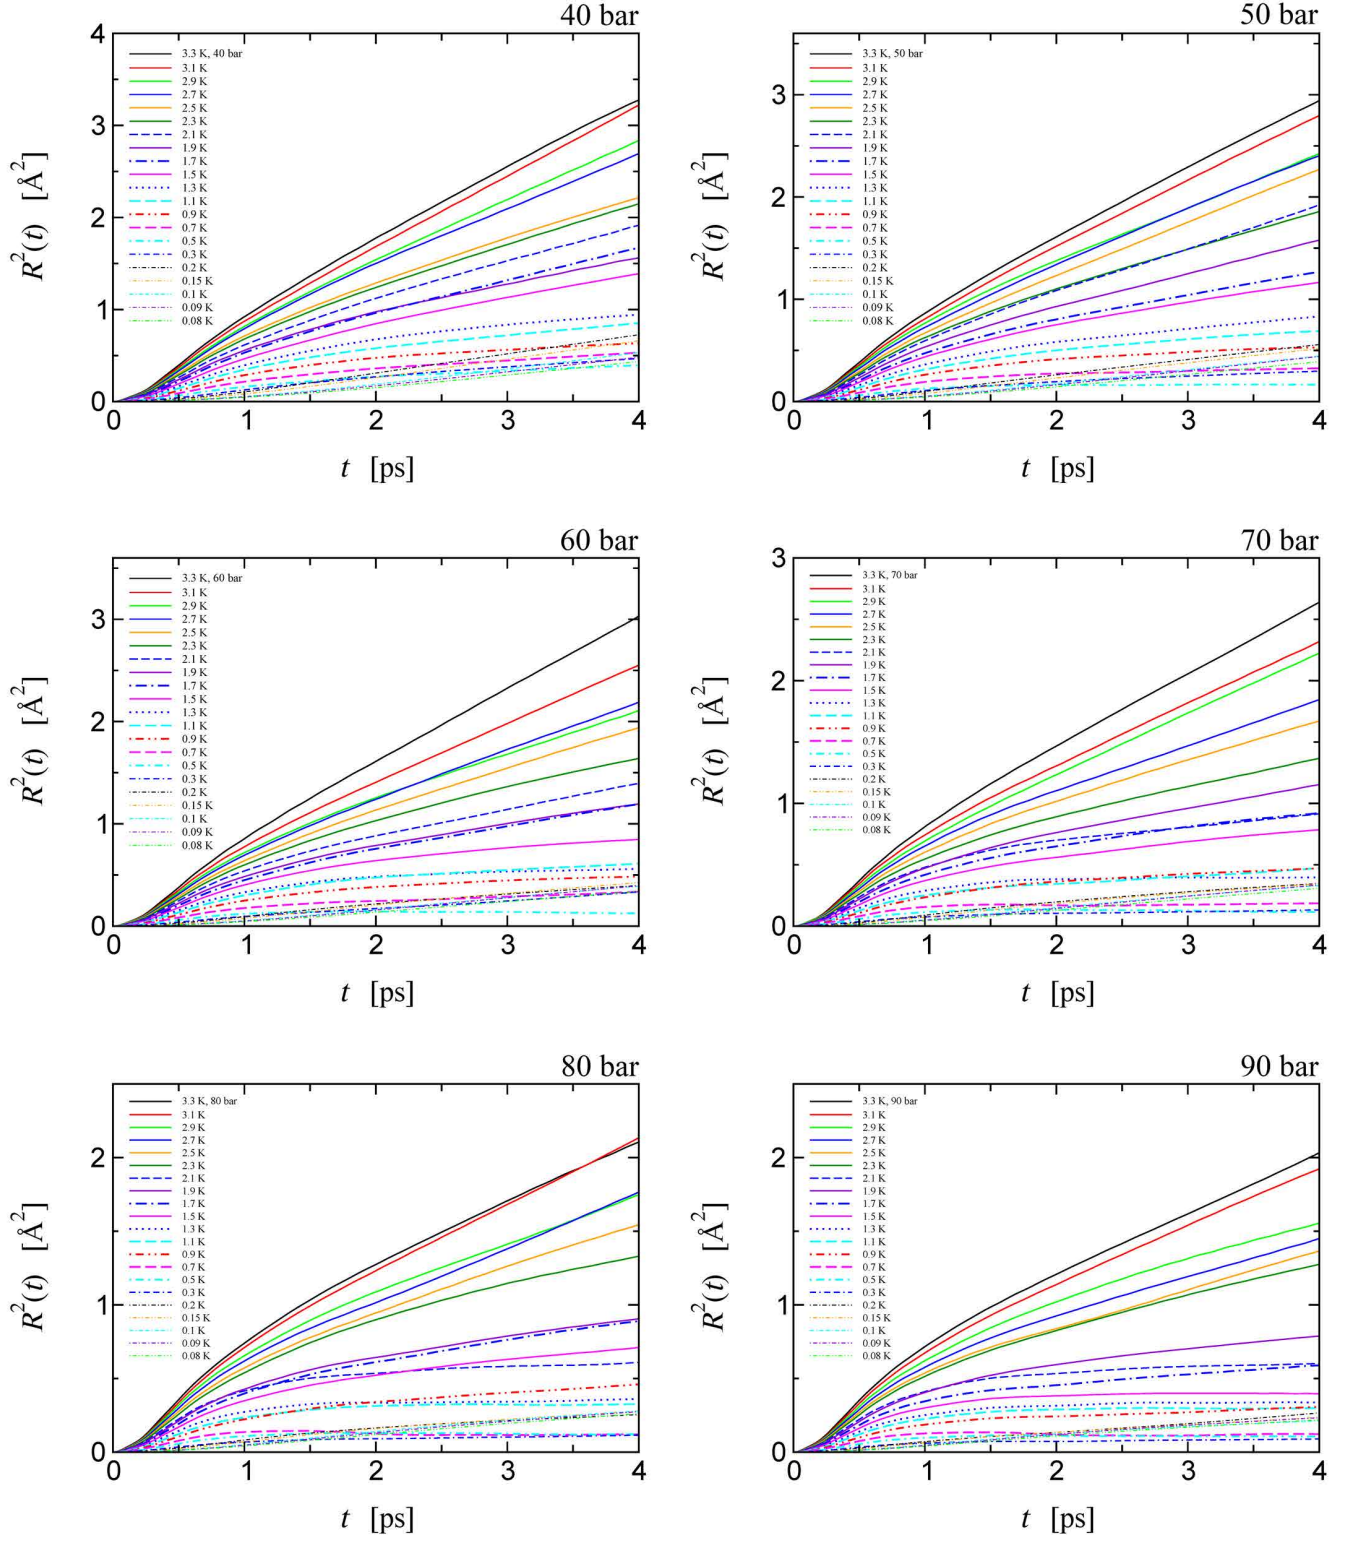 40 bar
4
3
2
1
0
R²(t) [Å²]
3.3 K, 40 bar
3.1 K
2.9 K
2.7 K
2.5 K
2.3 K
2.1 K
1.9 K
1.7 K
1.5 K
1.3 K
1.1 K
0.9 K
0.7 K
0.5 K
0.3 K
0.2 K
0.15 K
0.1 K
0.09 K
0.08 K
0 1 2 3 4
t [ps]
50 bar
3
2
1
0
R²(t) [Å²]
3.3 K, 50 bar
3.1 K
2.9 K
2.7 K
2.5 K
2.3 K
2.1 K
1.9 K
1.7 K
1.5 K
1.3 K
1.1 K
0.9 K
0.7 K
0.5 K
0.3 K
0.2 K
0.15 K
0.1 K
0.09 K
0.08 K
0 1 2 3 4
t [ps]
60 bar
3
2
1
0
R²(t) [Å²]
3.3 K, 60 bar
3.1 K
2.9 K
2.7 K
2.5 K
2.3 K
2.1 K
1.9 K
1.7 K
1.5 K
1.3 K
1.1 K
0.9 K
0.7 K
0.5 K
0.3 K
0.2 K
0.15 K
0.1 K
0.09 K
0.08 K
0 1 2 3 4
t [ps]
70 bar
3
2
1
0
R²(t) [Å²]
3.3 K, 70 bar
3.1 K
2.9 K
2.7 K
2.5 K
2.3 K
2.1 K
1.9 K
1.7 K
1.5 K
1.3 K
1.1 K
0.9 K
0.7 K
0.5 K
0.3 K
0.2 K
0.15 K
0.1 K
0.09 K
0.08 K
0 1 2 3 4
t [ps]
80 bar
2
1
0
R²(t) [Å²]
3.3 K, 80 bar
3.1 K
2.9 K
2.7 K
2.5 K
2.3 K
2.1 K
1.9 K
1.7 K
1.5 K
1.3 K
1.1 K
0.9 K
0.7 K
0.5 K
0.3 K
0.2 K
0.15 K
0.1 K
0.09 K
0.08 K
0 1 2 3 4
t [ps]
90 bar
2
1
0
R²(t) [Å²]
3.3 K, 90 bar
3.1 K
2.9 K
2.7 K
2.5 K
2.3 K
2.1 K
1.9 K
1.7 K
1.5 K
1.3 K
1.1 K
0.9 K
0.7 K
0.5 K
0.3 K
0.2 K
0.15 K
0.1 K
0.09 K
0.08 K
0 1 2 3 4
t [ps]